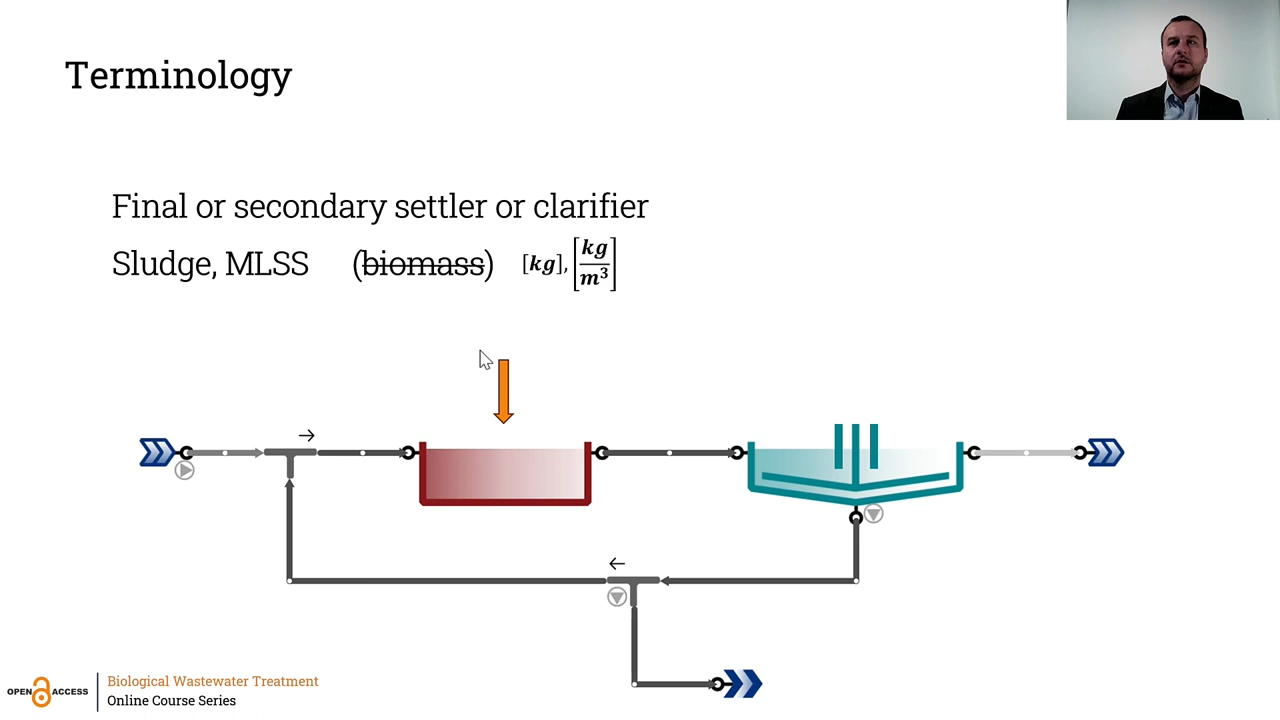 Terminology
Final or secondary settler or clarifier
Sludge, MLSS (biomass) [kg], [kg/m³]
OPEN ACCESS
Biological Wastewater Treatment
Online Course Series